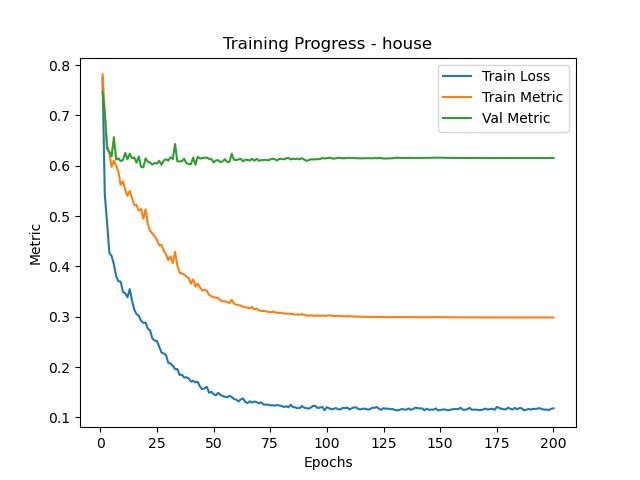 Training Progress - house
Train Loss
Train Metric
Val Metric
Metric
0.8
0.7
0.6
0.5
0.4
0.3
0.2
0.1
0
25
50
75
100
125
150
175
200
Epochs